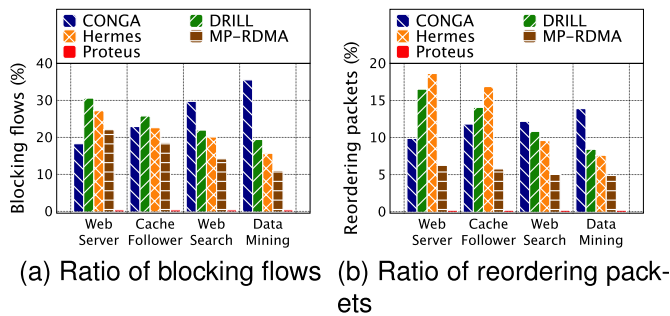 CONGA DRILL
Hermes MP-RDMA
Proteus
Blocking flows (%)
40
30
20
10
0
Web Server
Cache Follower
Web Search
Data Mining
(a) Ratio of blocking flows
CONGA DRILL
Hermes MP-RDMA
Proteus
Reordering packets (%)
20
15
10
5
0
Web Server
Cache Follower
Web Search
Data Mining
(b) Ratio of reordering pack-
ets